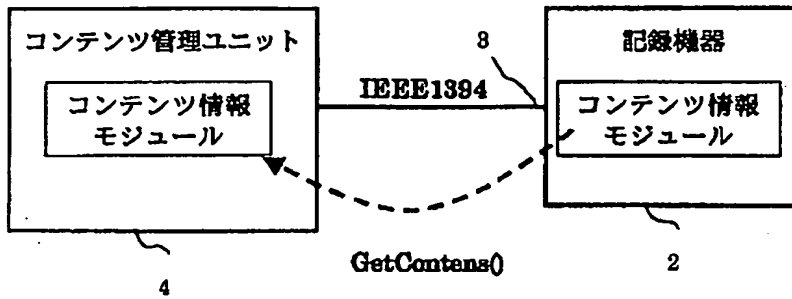 コンテンツ管理ユニット
コンテンツ情報
モジュール
4
IEEE1394
3
記録機器
コンテンツ情報
モジュール
2
GetContens()